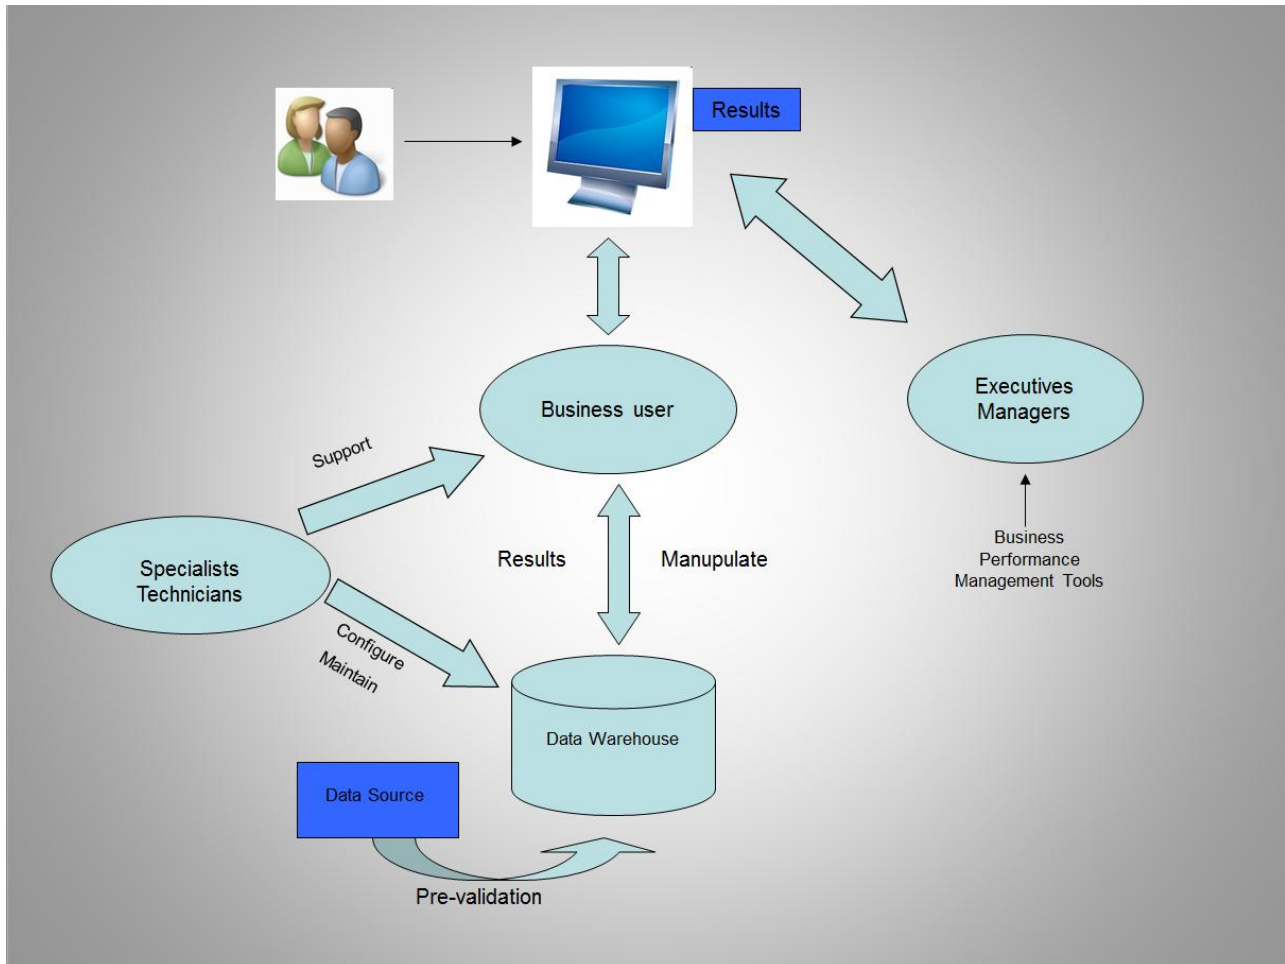 Results
Executives
Managers
Business user
Support
Business
Performance
Management Tools
Results
Manupulate
Specialists
Technicians
Configure
Maintain
Data Warehouse
Data Source
Pre-validation